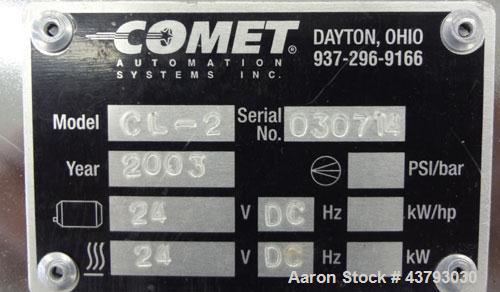 COMET®
AUTOMATION
SYSTEMS INC.
DAYTON, OHIO
937-296-9166
Model CL-2 Serial No. 030714
Year 2003 PSI/bar
24 V DC Hz kW/hp
24 V DC Hz kW
Aaron Stock # 43793030